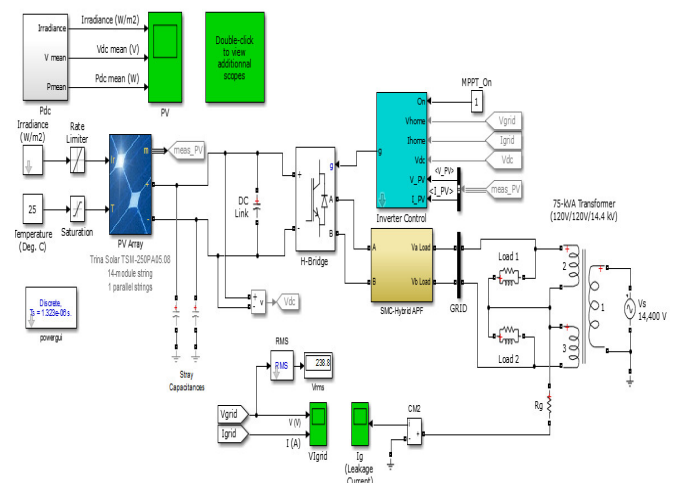 Irradiance
Irradiance (W/m2)
V mean
Vdc mean (V)
Pmean
Pdc mean (W)
Pdc
PV
Double-click
to view
additionnal
scopes
Irradiance
(W/m2)
Rate
Limiter
25
Temperature
(Deg. C)
Saturation
Ir
T
m
+
-
meas_PV
PV Array
Trina Solar TSM-250PA05.08
14-module string
1 parallel strings
Discrete,
Ts = 1.323e-06 s.
powergui
Stray
Capacitances
DC
Link
+
-
g
A
B
H-Bridge
v
+
-
Vdc
g
On
Vhome
Ihome
Vdc
V_PV
I_PV
Inverter Control
MPPT_On
1
Vgrid
Igrid
Vdc
<V_PV>
<I_PV>
meas_PV
A
B
Va Load
Vb Load
SMC-Hybrid APF
GRID
Load 1
Load 2
75-kVA Transformer
(120V/120V/14.4 kV)
2
1
3
Vs
14,400 V
Rg
RMS
RMS
238.8
Vrms
Vgrid
Igrid
V (V)
I (A)
VIgrid
Ig
(Leakage
Current)
CM2
i
+
-